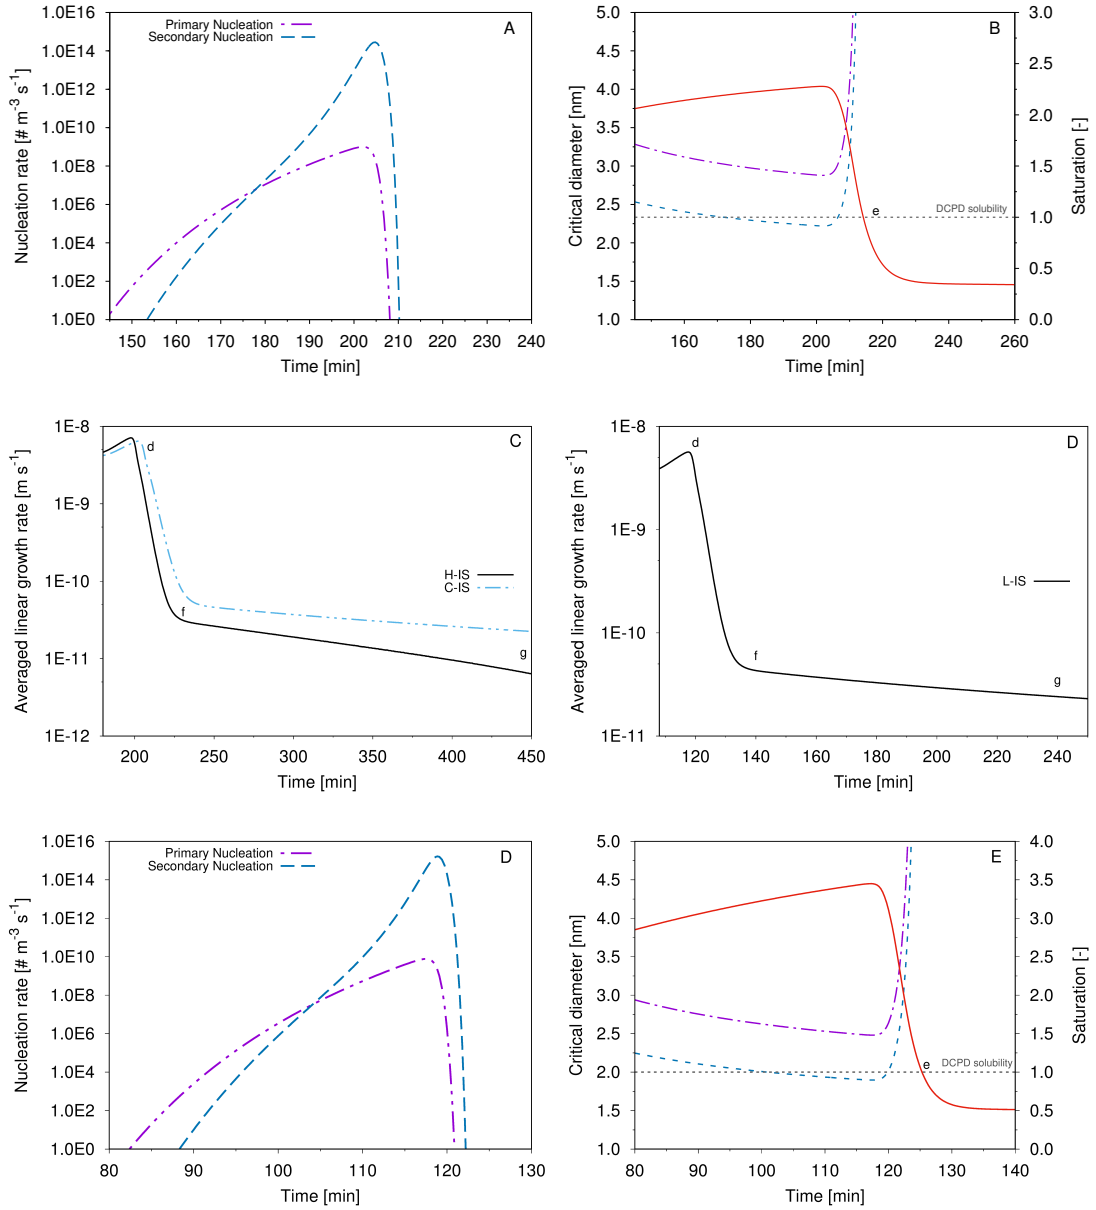 1.0E16
1.0E14
1.0E12
1.0E10
1.0E8
1.0E6
1.0E4
1.0E2
1.0E0
Nucleation rate [# m-3 s-1]
Primary Nucleation
Secondary Nucleation
A
150 160 170 180 190 200 210 220 230 240
Time [min]
5.0
4.5
4.0
3.5
3.0
2.5
2.0
1.5
1.0
Critical diameter [nm]
B
DCPD solubility
e
3.0
2.5
2.0
1.5
1.0
0.5
0.0
Saturation [-]
160 180 200 220 240 260
Time [min]
1E-8
1E-9
1E-10
1E-11
1E-12
Averaged linear growth rate [m s-1]
C
d
H-IS
C-IS
f
g
200 250 300 350 400 450
Time [min]
1E-8
1E-9
1E-10
1E-11
Averaged linear growth rate [m s-1]
D
d
L-IS
f
g
120 140 160 180 200 220 240
Time [min]
1.0E16
1.0E14
1.0E12
1.0E10
1.0E8
1.0E6
1.0E4
1.0E2
1.0E0
Nucleation rate [# m-3 s-1]
Primary Nucleation
Secondary Nucleation
D
80 90 100 110 120 130
Time [min]
5.0
4.5
4.0
3.5
3.0
2.5
2.0
1.5
1.0
Critical diameter [nm]
E
DCPD solubility
e
4.0
3.5
3.0
2.5
2.0
1.5
1.0
0.5
0.0
Saturation [-]
80 90 100 110 120 130 140
Time [min]